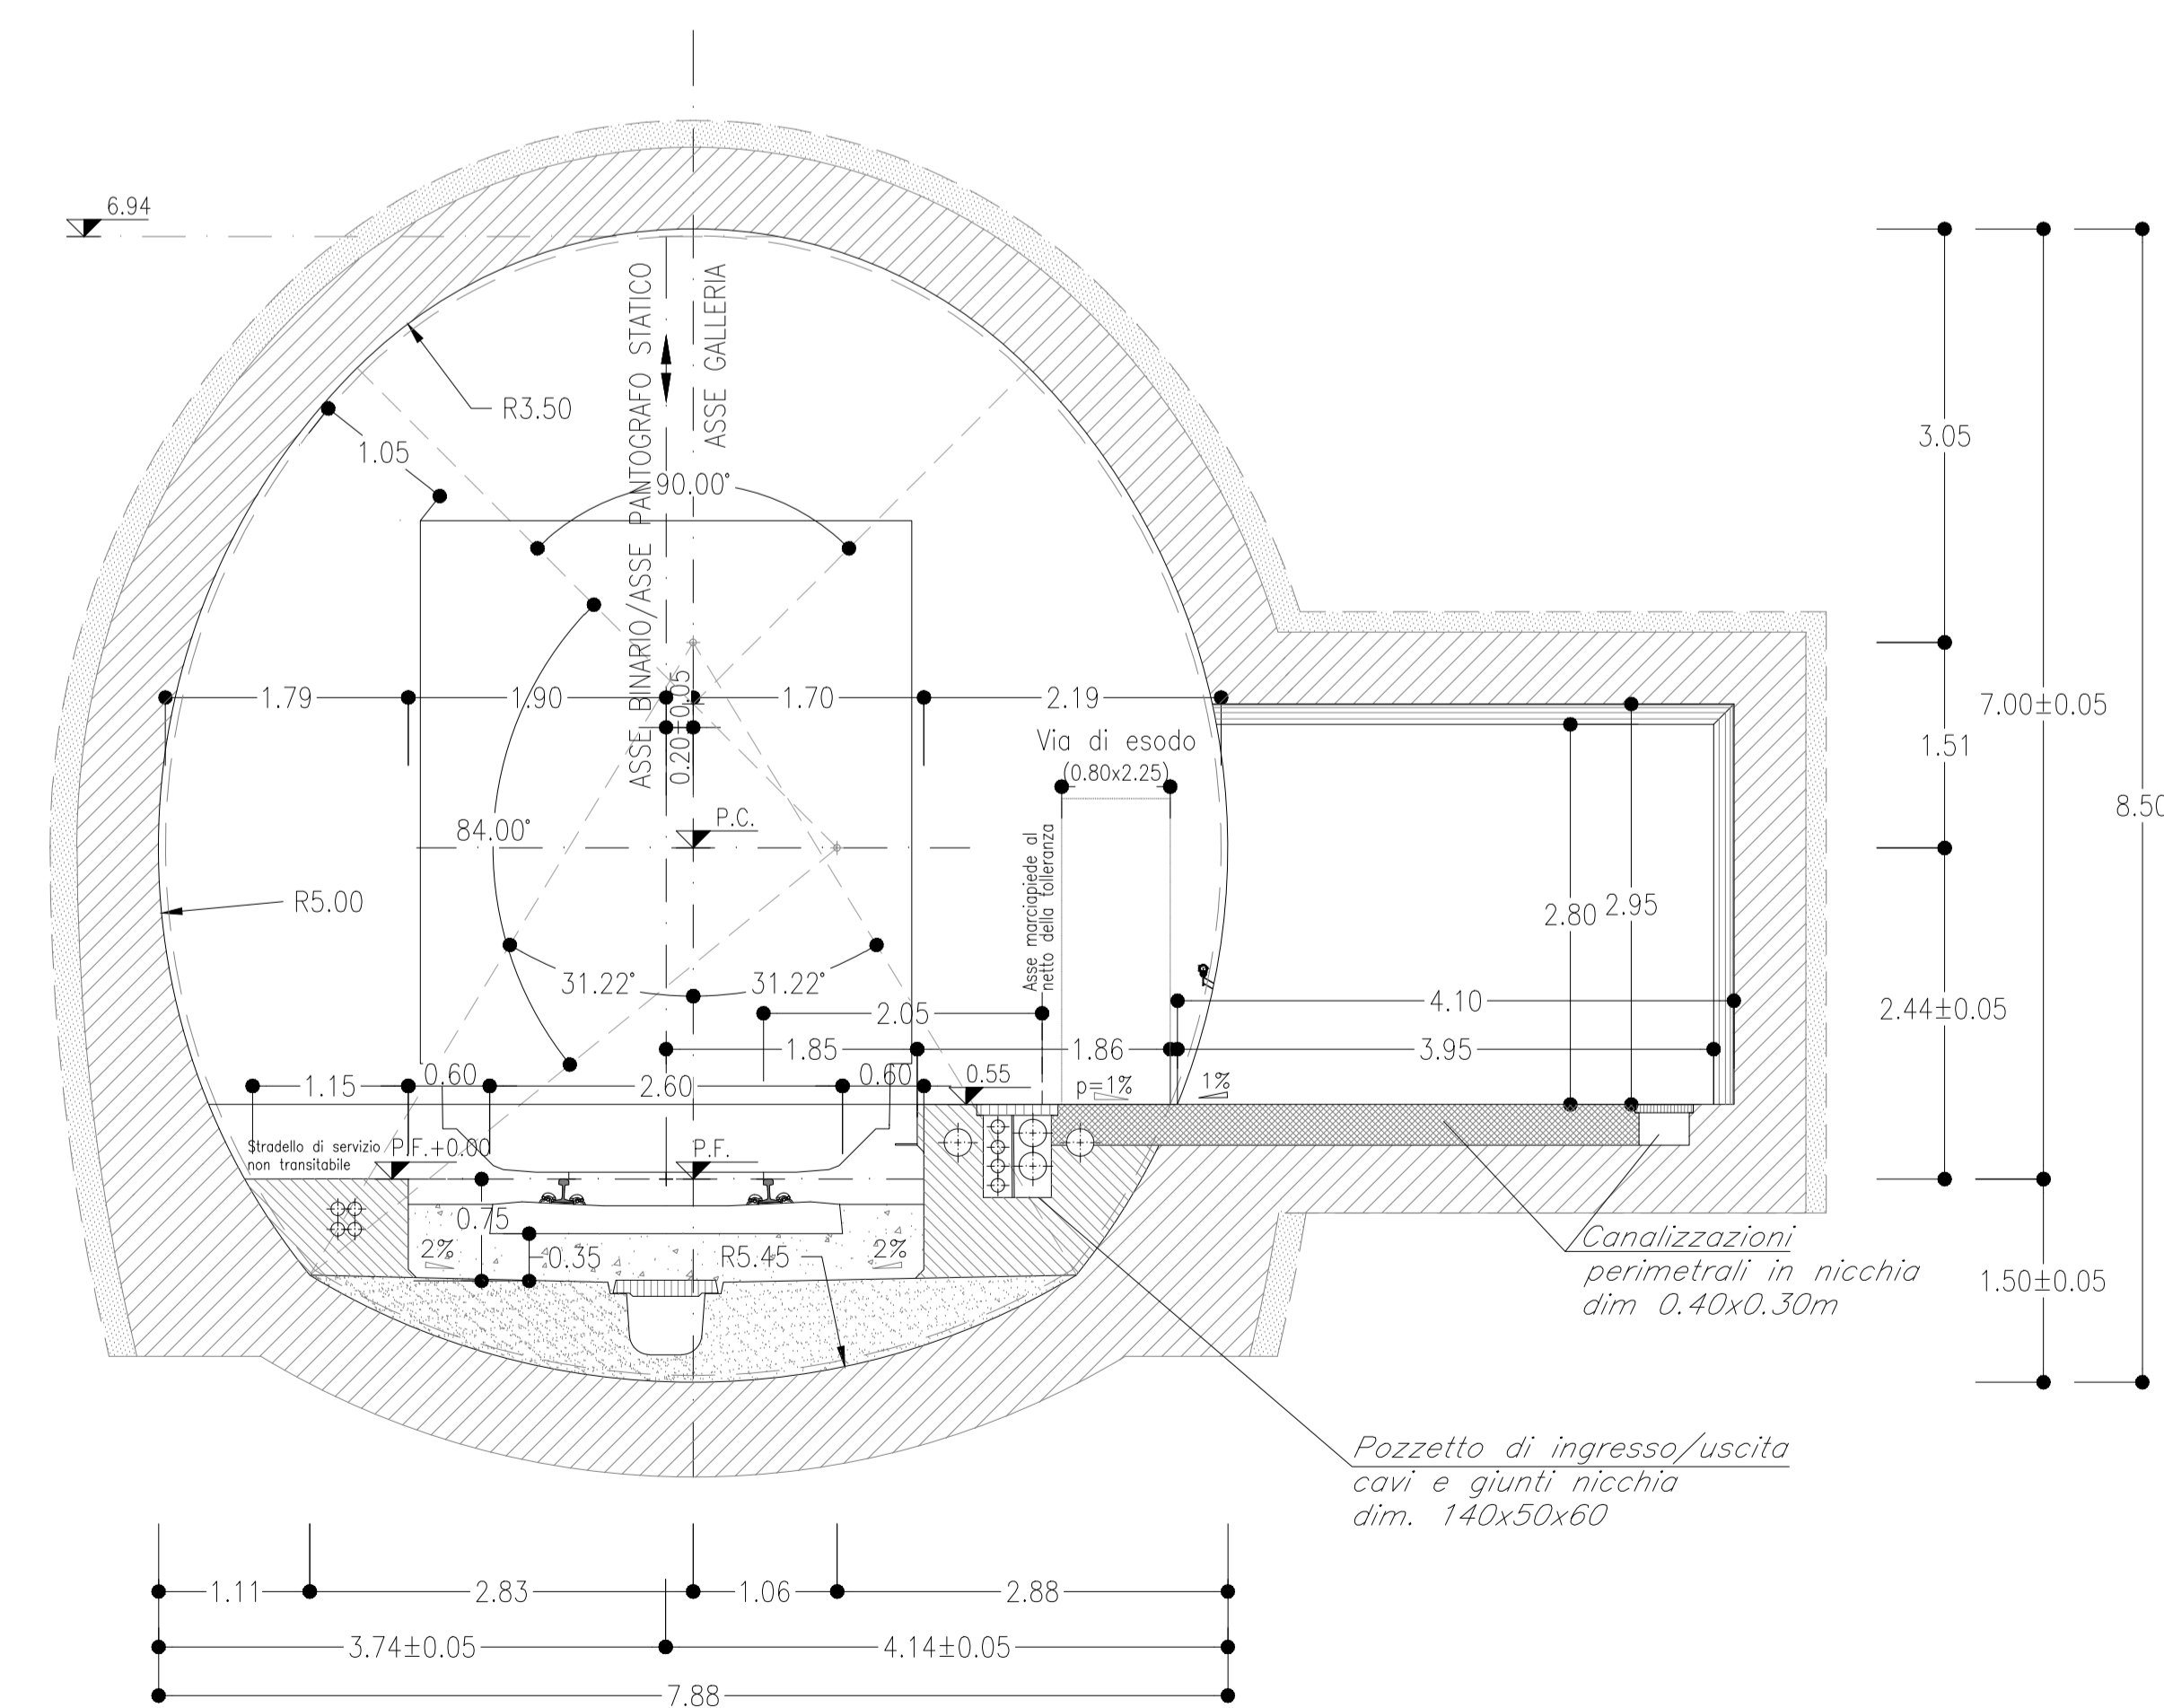 6.94
ASSE BINARIO/ASSE PANTOGRAFO STATICO
ASSE GALLERIA
R3.50
1.05
90.00°
3.05
1.79
1.90
0.20±0.05
1.70
2.19
7.00±0.05
1.51
Via di esodo
(0.80x2.25)
8.50
84.00°
P.C.
Asse marciapiede al
netto della tolleranza
R5.00
2.80
2.95
31.22°
31.22°
4.10
2.44±0.05
2.05
1.85
1.86
3.95
1.15
0.60
2.60
0.60
0.55
p=1%
1%
Stradello di servizio
non transitabile
P.F.+0.00
P.F.
0.75
2%
0.35
R5.45
2%
Canalizzazioni
perimetrali in nicchia
dim 0.40x0.30m
1.50±0.05
Pozzetto di ingresso/uscita
cavi e giunti nicchia
dim. 140x50x60
1.11
2.83
1.06
2.88
3.74±0.05
4.14±0.05
7.88